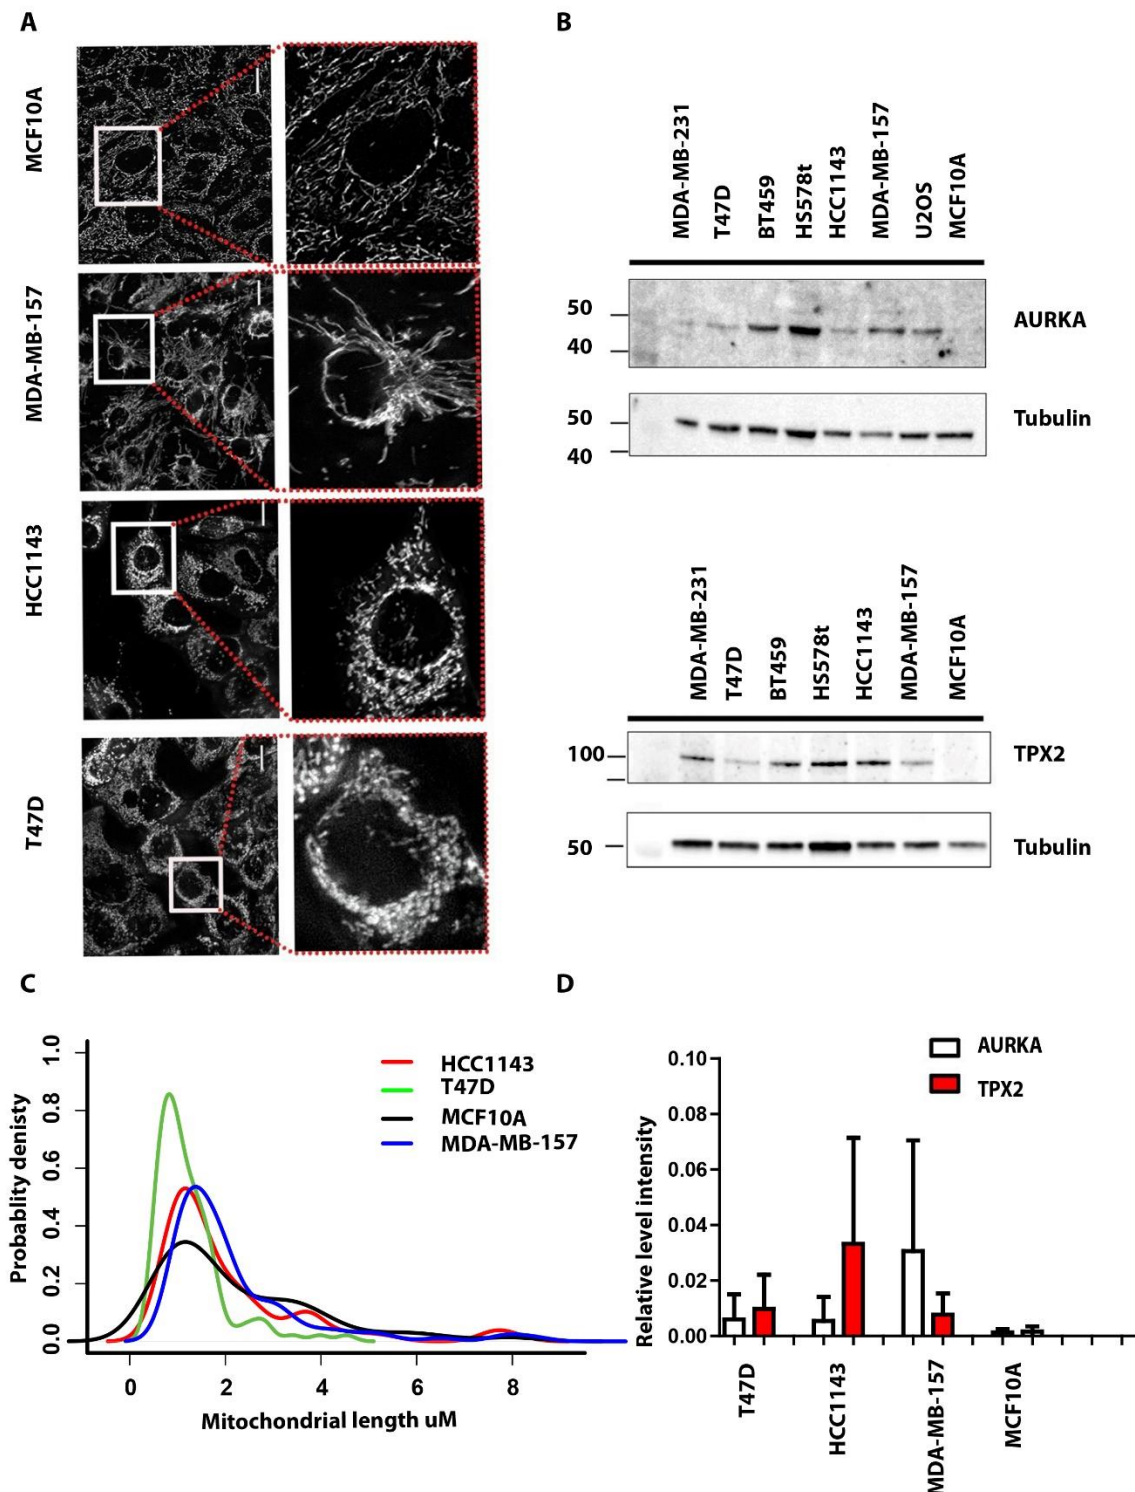 A
MCF10A
MDA-MB-157
HCC1143
T47D
B
MDA-MB-231
T47D
BT459
HS578t
HCC1143
MDA-MB-157
U2OS
MCF10A
50
40
AURKA
50
40
Tubulin
MDA-MB-231
T47D
BT459
HS578t
HCC1143
MDA-MB-157
MCF10A
100
TPX2
50
Tubulin
C
Probablity denisty
1.0
0.8
0.6
0.4
0.2
0.0
HCC1143
T47D
MCF10A
MDA-MB-157
0 2 4 6 8
Mitochondrial length uM
D
Relative level intensity
0.10
0.08
0.06
0.04
0.02
0.00
AURKA
TPX2
T47D
HCC1143
MDA-MB-157
MCF10A